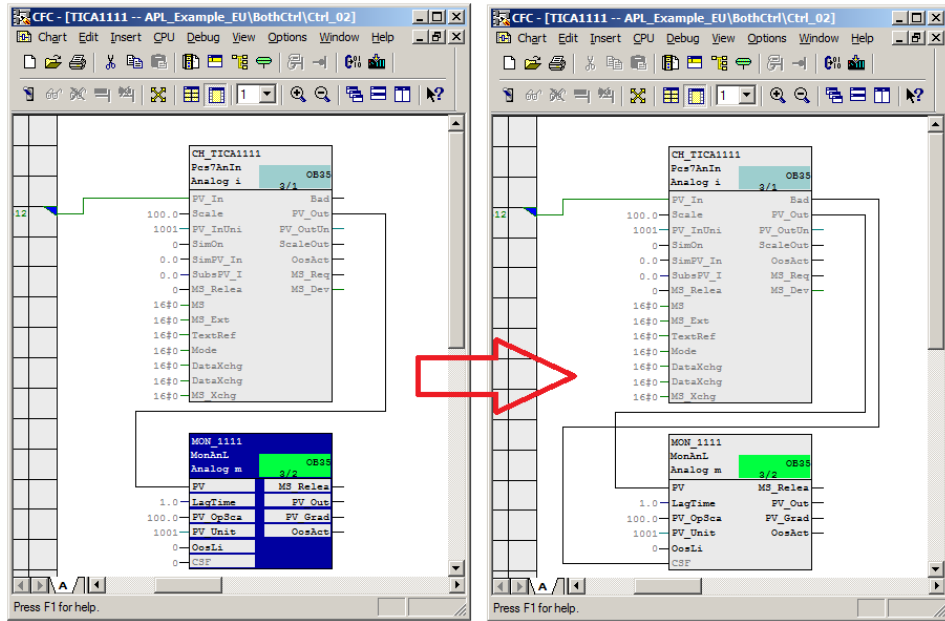 CFC - [TICA1111 -- APL_Example_EU\BothCtrl\Ctrl_02]
Chart Edit Insert CPU Debug View Options Window Help
1
CH_TICA1111
Pcs7AnIn
Analog i
OB35
3/1
PV_In
Bad
12
100.0
Scale
PV_Out
1001
PV_InUni
PV_OutUn
0
SimOn
ScaleOut
0.0
SimPV_In
OosAct
0.0
SubsPV_I
MS_Req
0
MS_Relea
MS_Dev
16#0
MS
16#0
MS_Ext
16#0
TextRef
16#0
Mode
16#0
DataXchg
16#0
DataXchg
16#0
MS_Xchg
MON_1111
MonAnL
Analog m
OB35
3/2
PV
MS_Relea
1.0
LagTime
PV_Out
100.0
PV_OpSca
PV_Grad
1001
PV_Unit
OosAct
0
OosLi
0
CSF
A
Press F1 for help.
CFC - [TICA1111 -- APL_Example_EU\BothCtrl\Ctrl_02]
Chart Edit Insert CPU Debug View Options Window Help
1
CH_TICA1111
Pcs7AnIn
Analog i
OB35
3/1
PV_In
Bad
12
100.0
Scale
PV_Out
1001
PV_InUni
PV_OutUn
0
SimOn
ScaleOut
0.0
SimPV_In
OosAct
0.0
SubsPV_I
MS_Req
0
MS_Relea
MS_Dev
16#0
MS
16#0
MS_Ext
16#0
TextRef
16#0
Mode
16#0
DataXchg
16#0
DataXchg
16#0
MS_Xchg
MON_1111
MonAnL
Analog m
OB35
3/2
PV
MS_Relea
1.0
LagTime
PV_Out
100.0
PV_OpSca
PV_Grad
1001
PV_Unit
OosAct
0
OosLi
CSF
A
Press F1 for help.